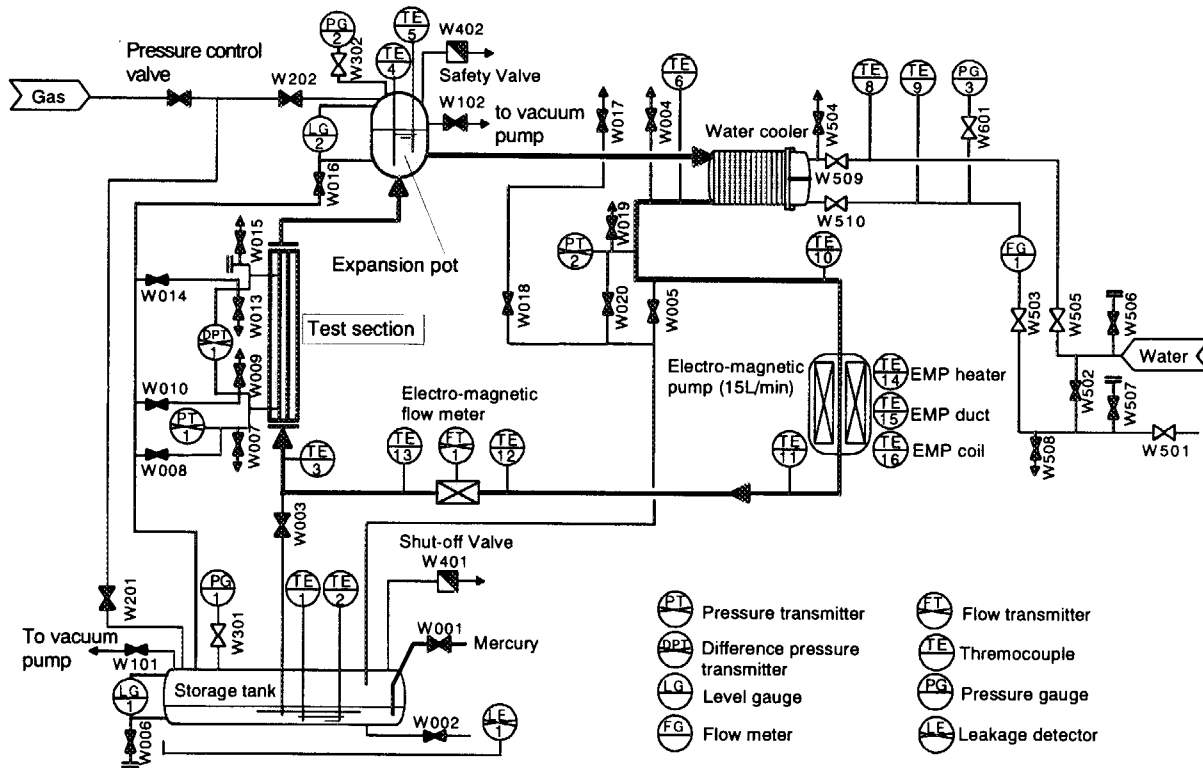 Pressure control
valve
Gas
W202
PG
2
W302
TE
4
TE
5
W402
Safety Valve
W102
to vacuum
pump
LG
2
W016
Expansion pot
W017
W004
TE
6
Water cooler
W504
W509
W510
TE
8
TE
9
PG
3
W601
W015
W014
W013
DPT
1
Test section
W009
W010
PT
1
W007
W008
PT
2
W019
W018
W020
W005
TE
10
FG
1
W503
W505
W506
Water
W502
W507
W508
W501
Electro-magnetic
pump (15L/min)
TE
14
EMP heater
TE
15
EMP duct
TE
16
EMP coil
Electro-magnetic
flow meter
TE
3
TE
13
FT
1
TE
12
TE
11
W003
Shut-off Valve
W401
W201
PG
1
W301
TE
1
TE
2
W001
Mercury
To vacuum
pump
W101
Storage tank
LG
1
W006
W002
LE
1
PT
Pressure transmitter
DPT
Difference pressure
transmitter
LG
Level gauge
FG
Flow meter
FT
Flow transmitter
TE
Thremocouple
PG
Pressure gauge
LE
Leakage detector